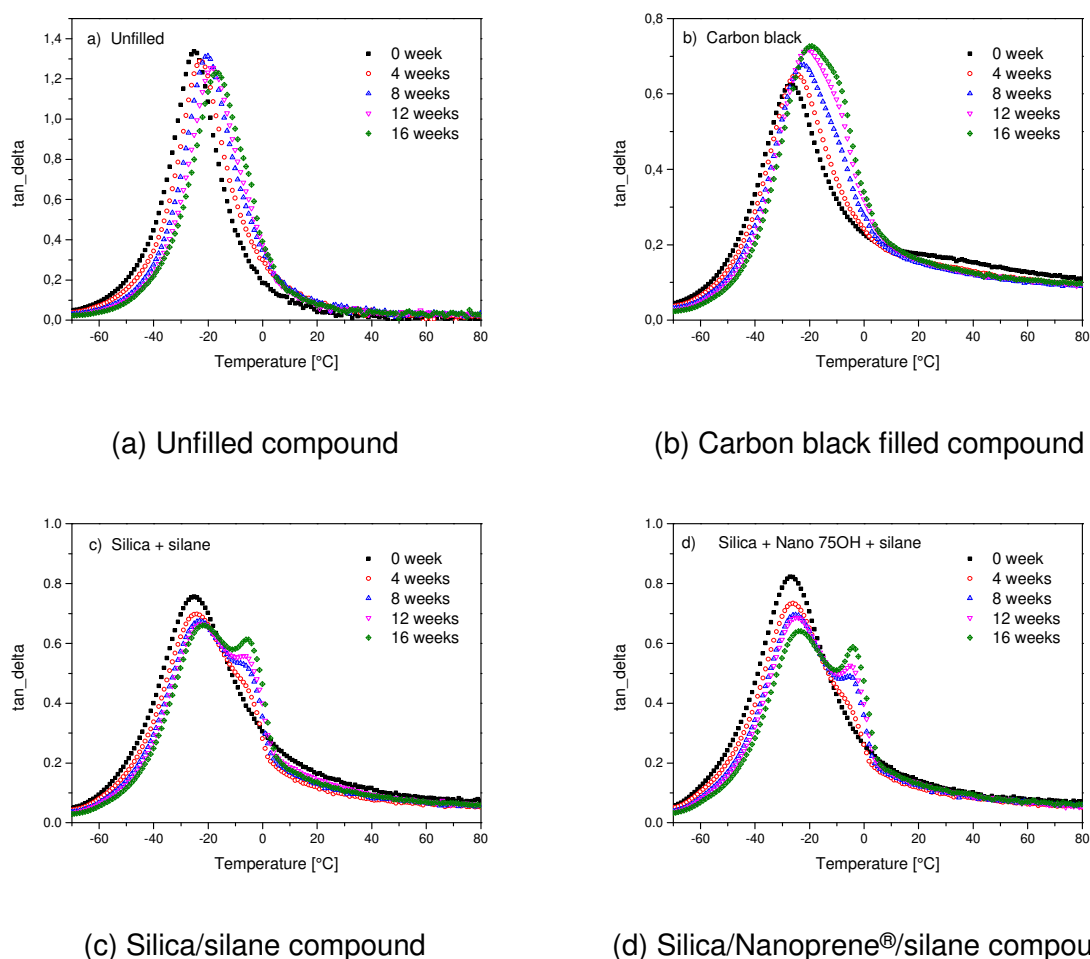 a) Unfilled
0 week
4 weeks
8 weeks
12 weeks
16 weeks
tan_delta
1,4
1,2
1,0
0,8
0,6
0,4
0,2
0,0
-60 -40 -20 0 20 40 60 80
Temperature [°C]
(a) Unfilled compound
b) Carbon black
0 week
4 weeks
8 weeks
12 weeks
16 weeks
tan_delta
0,8
0,6
0,4
0,2
0,0
-60 -40 -20 0 20 40 60 80
Temperature [°C]
(b) Carbon black filled compound
c) Silica + silane
0 week
4 weeks
8 weeks
12 weeks
16 weeks
tan_delta
1.0
0.8
0.6
0.4
0.2
0.0
-60 -40 -20 0 20 40 60 80
Temperature [°C]
(c) Silica/silane compound
d) Silica + Nano 75OH + silane
0 week
4 weeks
8 weeks
12 weeks
16 weeks
tan_delta
1.0
0.8
0.6
0.4
0.2
0.0
-60 -40 -20 0 20 40 60 80
Temperature [°C]
(d) Silica/Nanoprene®/silane compou